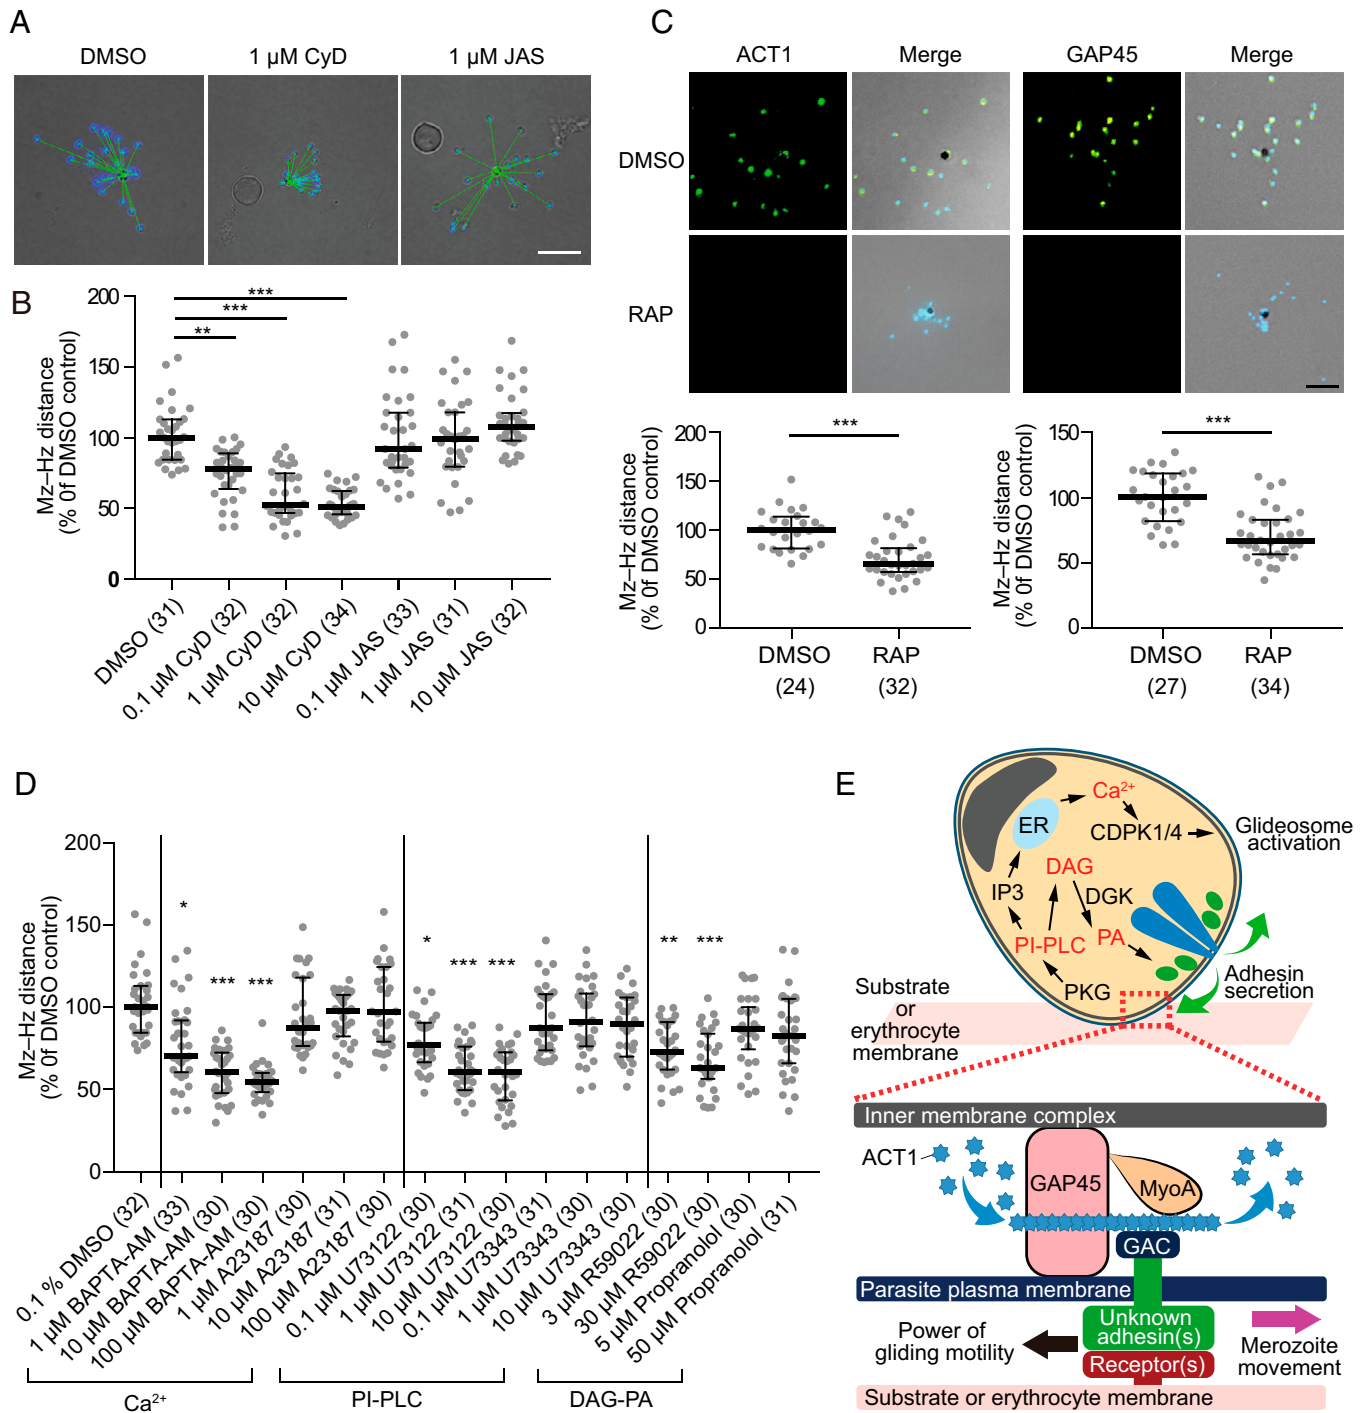 A
DMSO
1 µM CyD
1 µM JAS
B
Mz–Hz distance
(% 0f DMSO control)
200
150
100
50
0
**
***
***
DMSO (31)
0.1 µM CyD (32)
1 µM CyD (32)
10 µM CyD (34)
0.1 µM JAS (33)
1 µM JAS (31)
10 µM JAS (32)
C
ACT1
Merge
GAP45
Merge
DMSO
RAP
Mz–Hz distance
(% 0f DMSO control)
200
150
100
50
0
***
DMSO
(24)
RAP
(32)
Mz–Hz distance
(% 0f DMSO control)
150
100
50
0
***
DMSO
(27)
RAP
(34)
D
Mz–Hz distance
(% 0f DMSO control)
200
150
100
50
0
*
***
***
*
***
***
**
***
0.1 % DMSO (32)
1 µM BAPTA-AM (33)
10 µM BAPTA-AM (30)
100 µM BAPTA-AM (30)
1 µM A23187 (30)
10 µM A23187 (31)
100 µM A23187 (30)
0.1 µM U73122 (30)
1 µM U73122 (31)
10 µM U73122 (30)
0.1 µM U73343 (31)
1 µM U73343 (30)
10 µM U73343 (30)
3 µM R59022 (30)
30 µM R59022 (30)
5 µM Propranolol (30)
50 µM Propranolol (31)
Ca²⁺
PI-PLC
DAG-PA
E
Ca²⁺
ER
CDPK1/4
Glideosome
activation
DAG
IP3
DGK
PI-PLC
PA
PKG
Adhesin
secretion
Substrate
or
erythrocyte
membrane
Inner membrane complex
ACT1
GAP45
MyoA
GAC
Parasite plasma membrane
Unknown
adhesin(s)
Power of
gliding motility
Receptor(s)
Merozoite
movement
Substrate or erythrocyte membrane